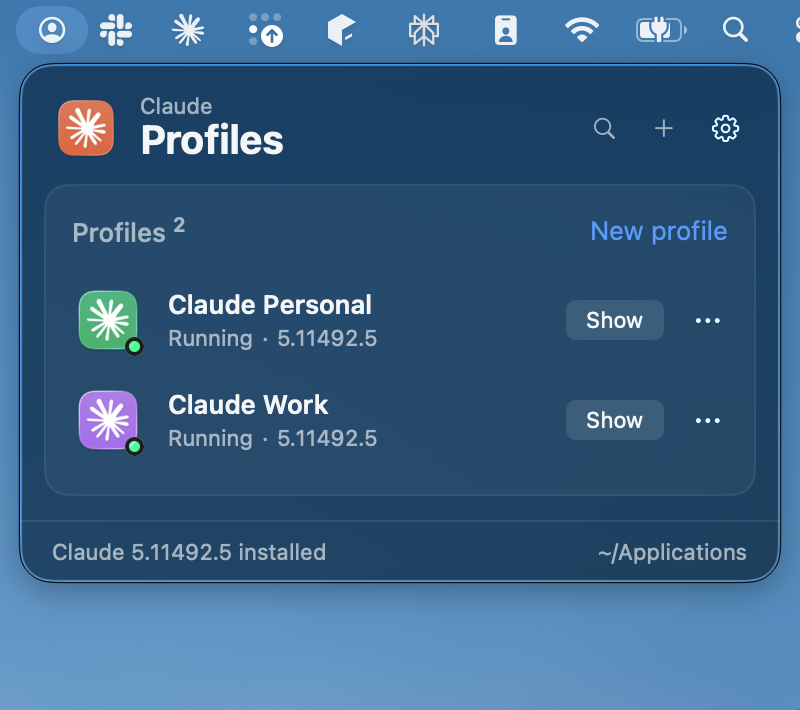 Claude
Profiles
Profiles 2
New profile
Claude Personal
Running · 5.11492.5
Show
Claude Work
Running · 5.11492.5
Show
Claude 5.11492.5 installed
~/Applications